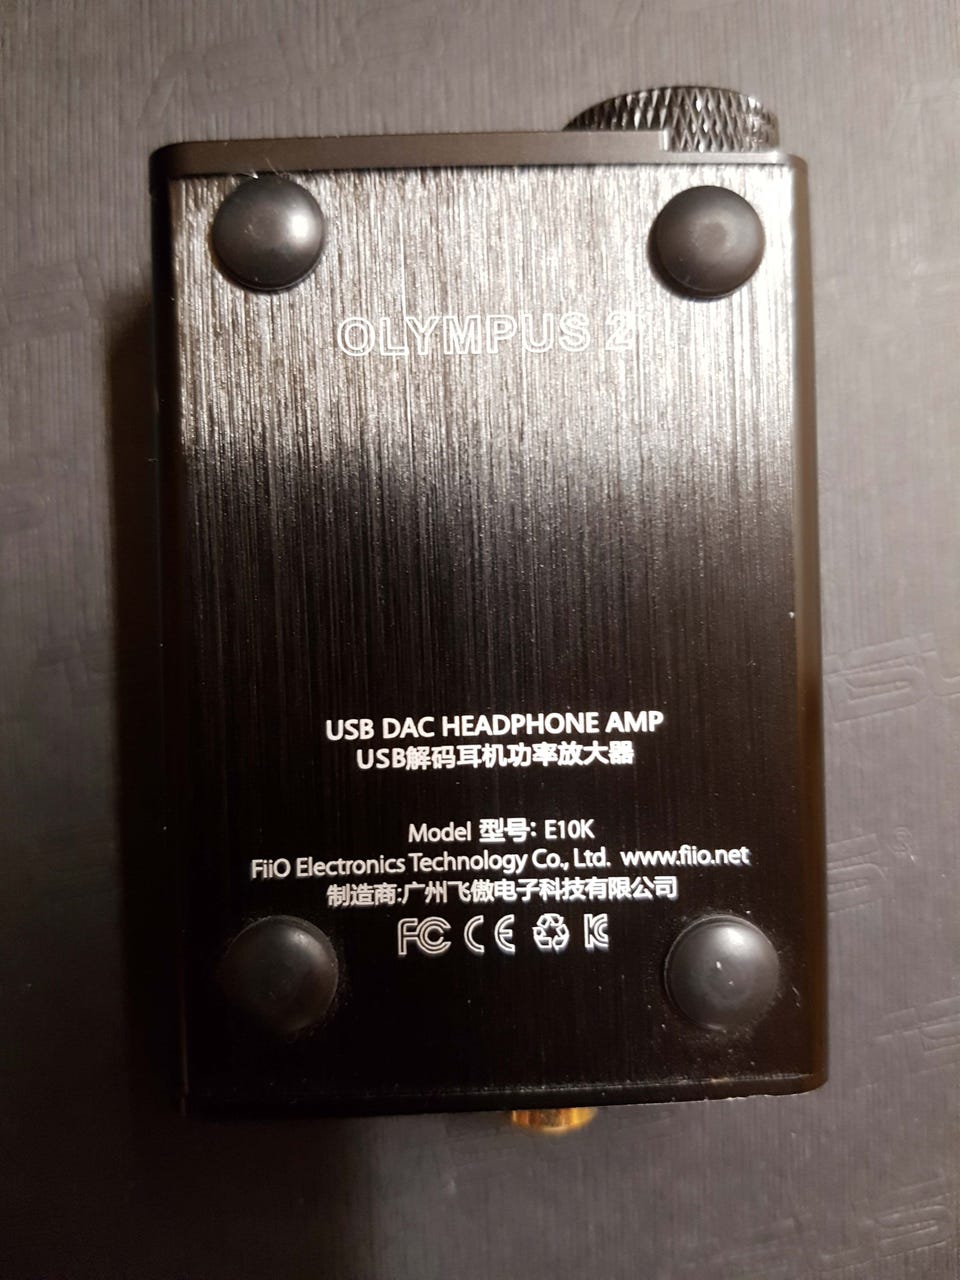 OLYMPUS 2
USB DAC HEADPHONE AMP
USB解码耳机功率放大器
Model 型号: E10K
FiiO Electronics Technology Co., Ltd. www.fiio.net
制造商:广州飞傲电子科技有限公司
FC CE